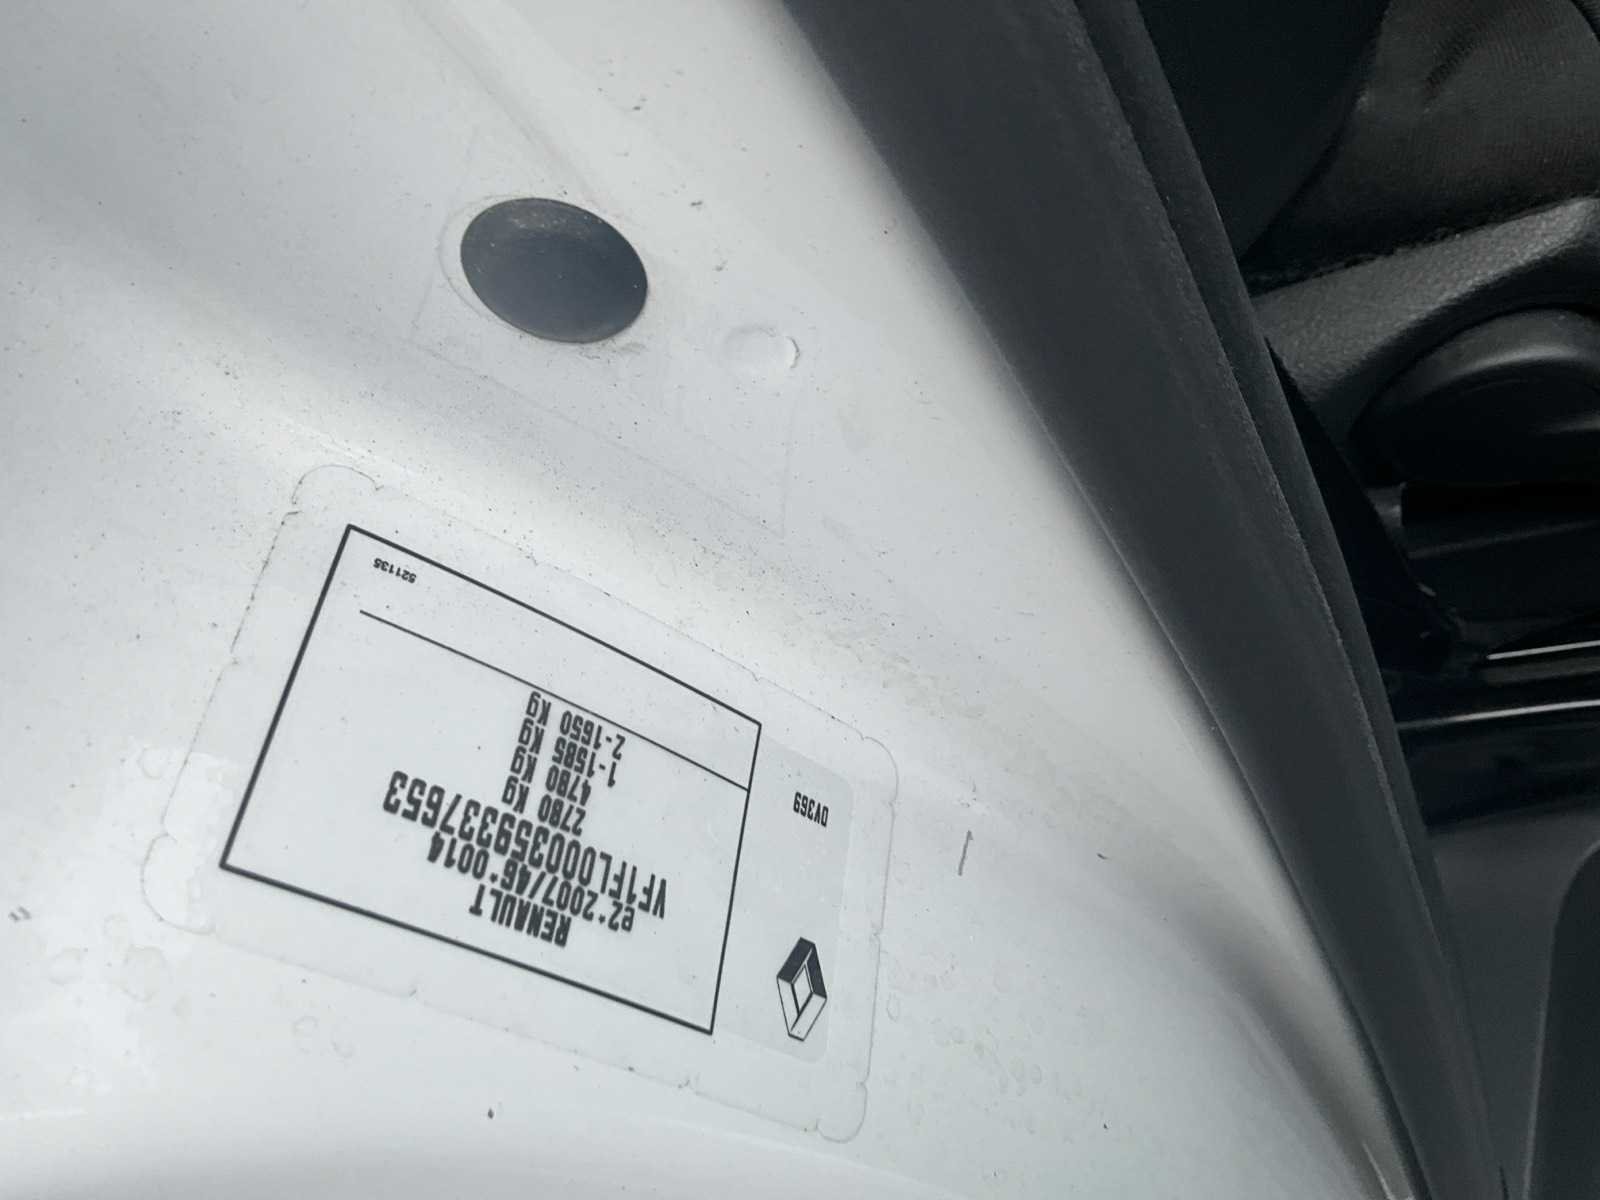 RENAULT
e2*2007/46*0014
VF1FL000359337653
2780 Kg
4780 Kg
1-1585 Kg
2-1650 Kg
DV369
521135